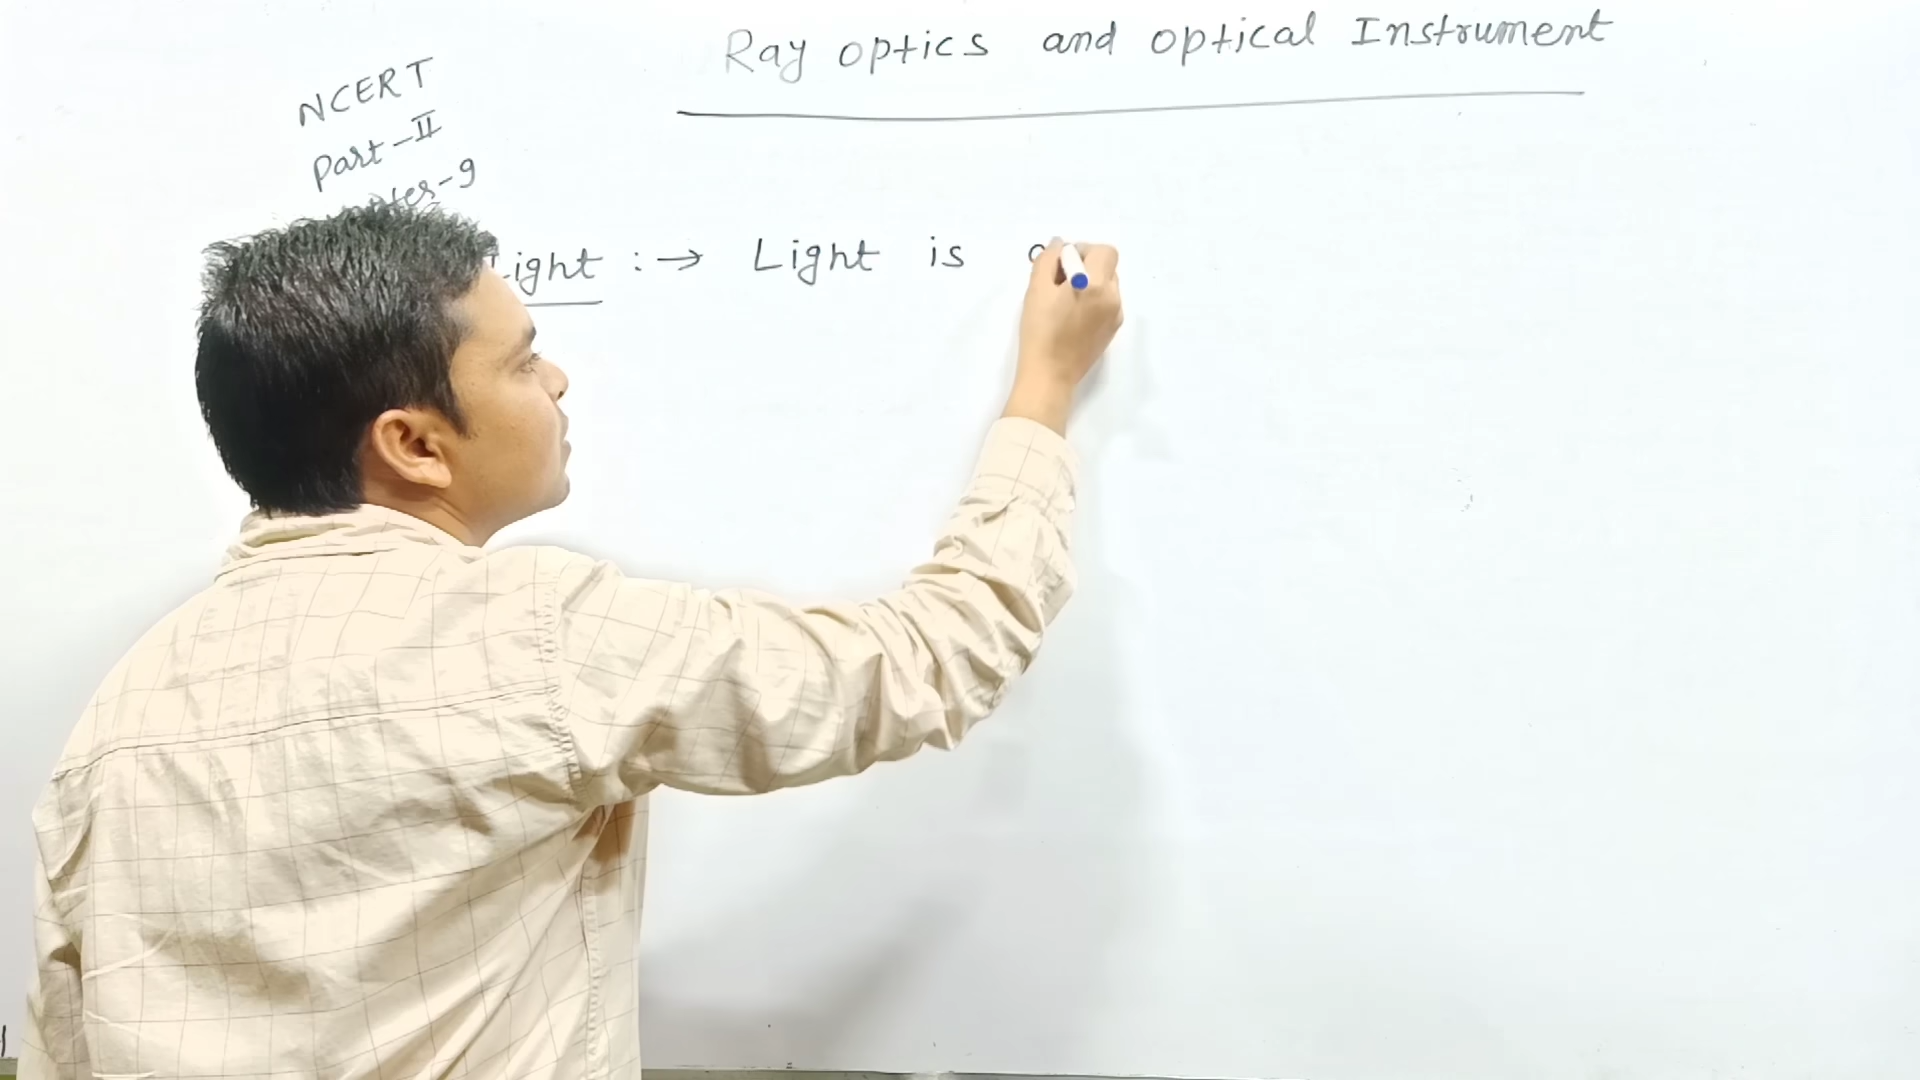 Ray optics and optical Instrument
NCERT
Part-II
Light :→ Light is